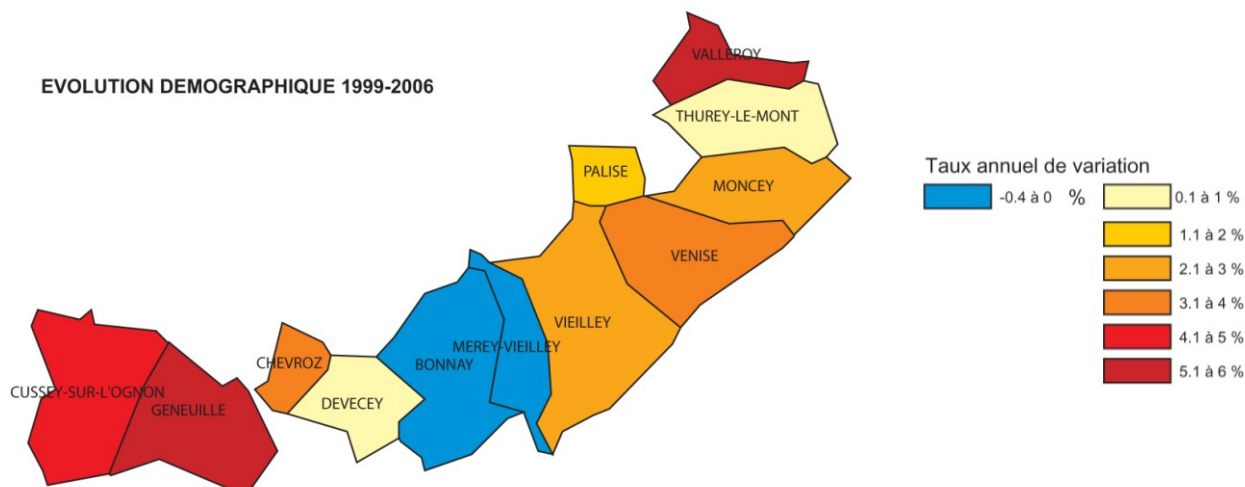 EVOLUTION DEMOGRAPHIQUE 1999-2006
VALLEROY
THUREY-LE-MONT
PALISE
MONCEY
VENISE
VIEILLEY
MEREY-VIEILLEY
BONNAY
CHEVROZ
DEVECEY
CUSSEY-SUR-L'OGNON
GENEUILLE
Taux annuel de variation
-0.4 à 0 %
0.1 à 1 %
1.1 à 2 %
2.1 à 3 %
3.1 à 4 %
4.1 à 5 %
5.1 à 6 %